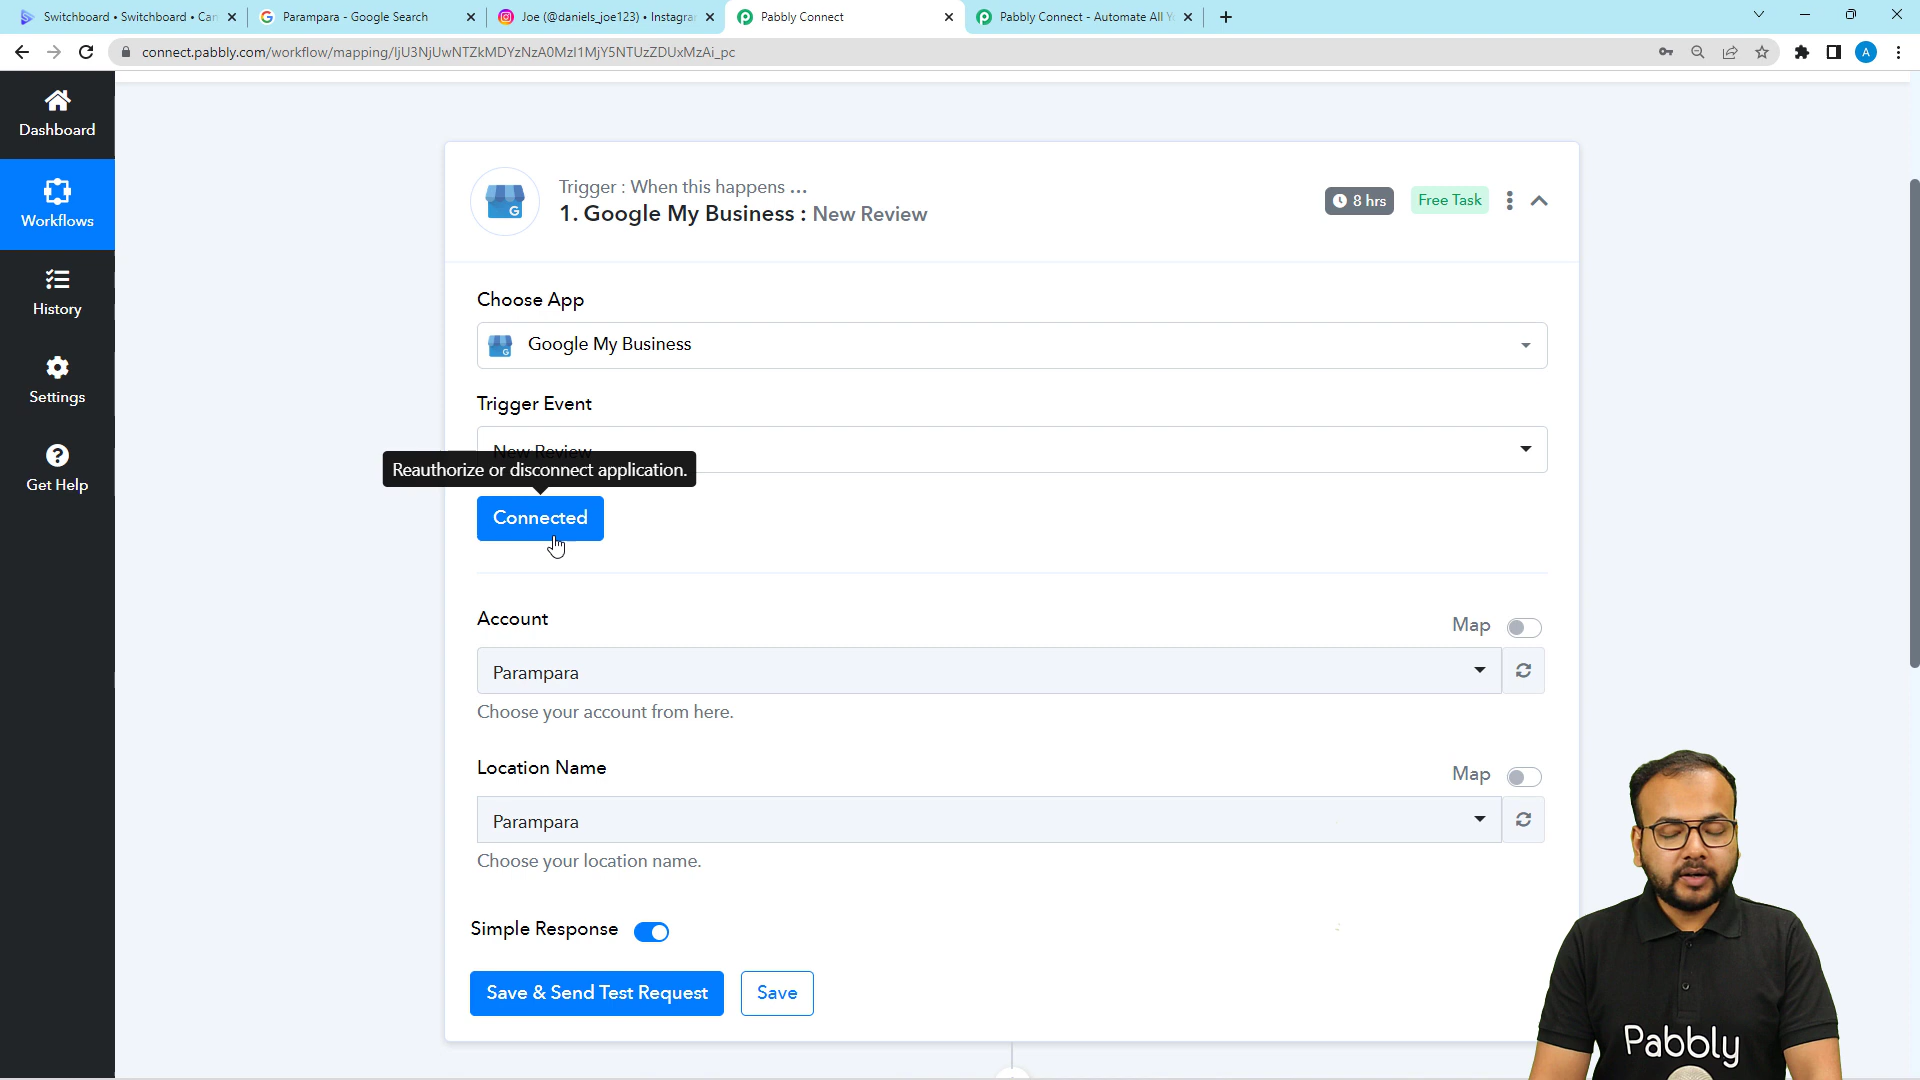 Switchboard • Switchboard • Can
Parampara - Google Search
Joe (@daniels_joe123) • Instagra
Pabbly Connect
Pabbly Connect - Automate All Y
connect.pabbly.com/workflow/mapping/IjU3NjUwNTZkMDYzNzA0MzI1MjY5NTUzZDUxMzAi_pc
A
Dashboard
Workflows
History
Settings
Get Help
Trigger : When this happens ...
1. Google My Business : New Review
8 hrs
Free Task
Choose App
Google My Business
Trigger Event
New Review
Reauthorize or disconnect application.
Connected
Account
Map
Parampara
Choose your account from here.
Location Name
Map
Parampara
Choose your location name.
Simple Response
Save & Send Test Request
Save
Pabbly